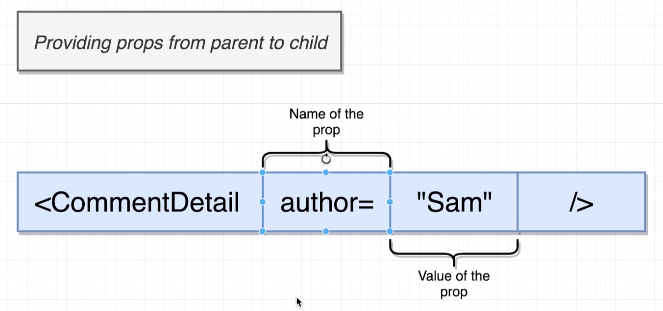 Providing props from parent to child
Name of the
prop
<CommentDetail author= "Sam" />
Value of the
prop